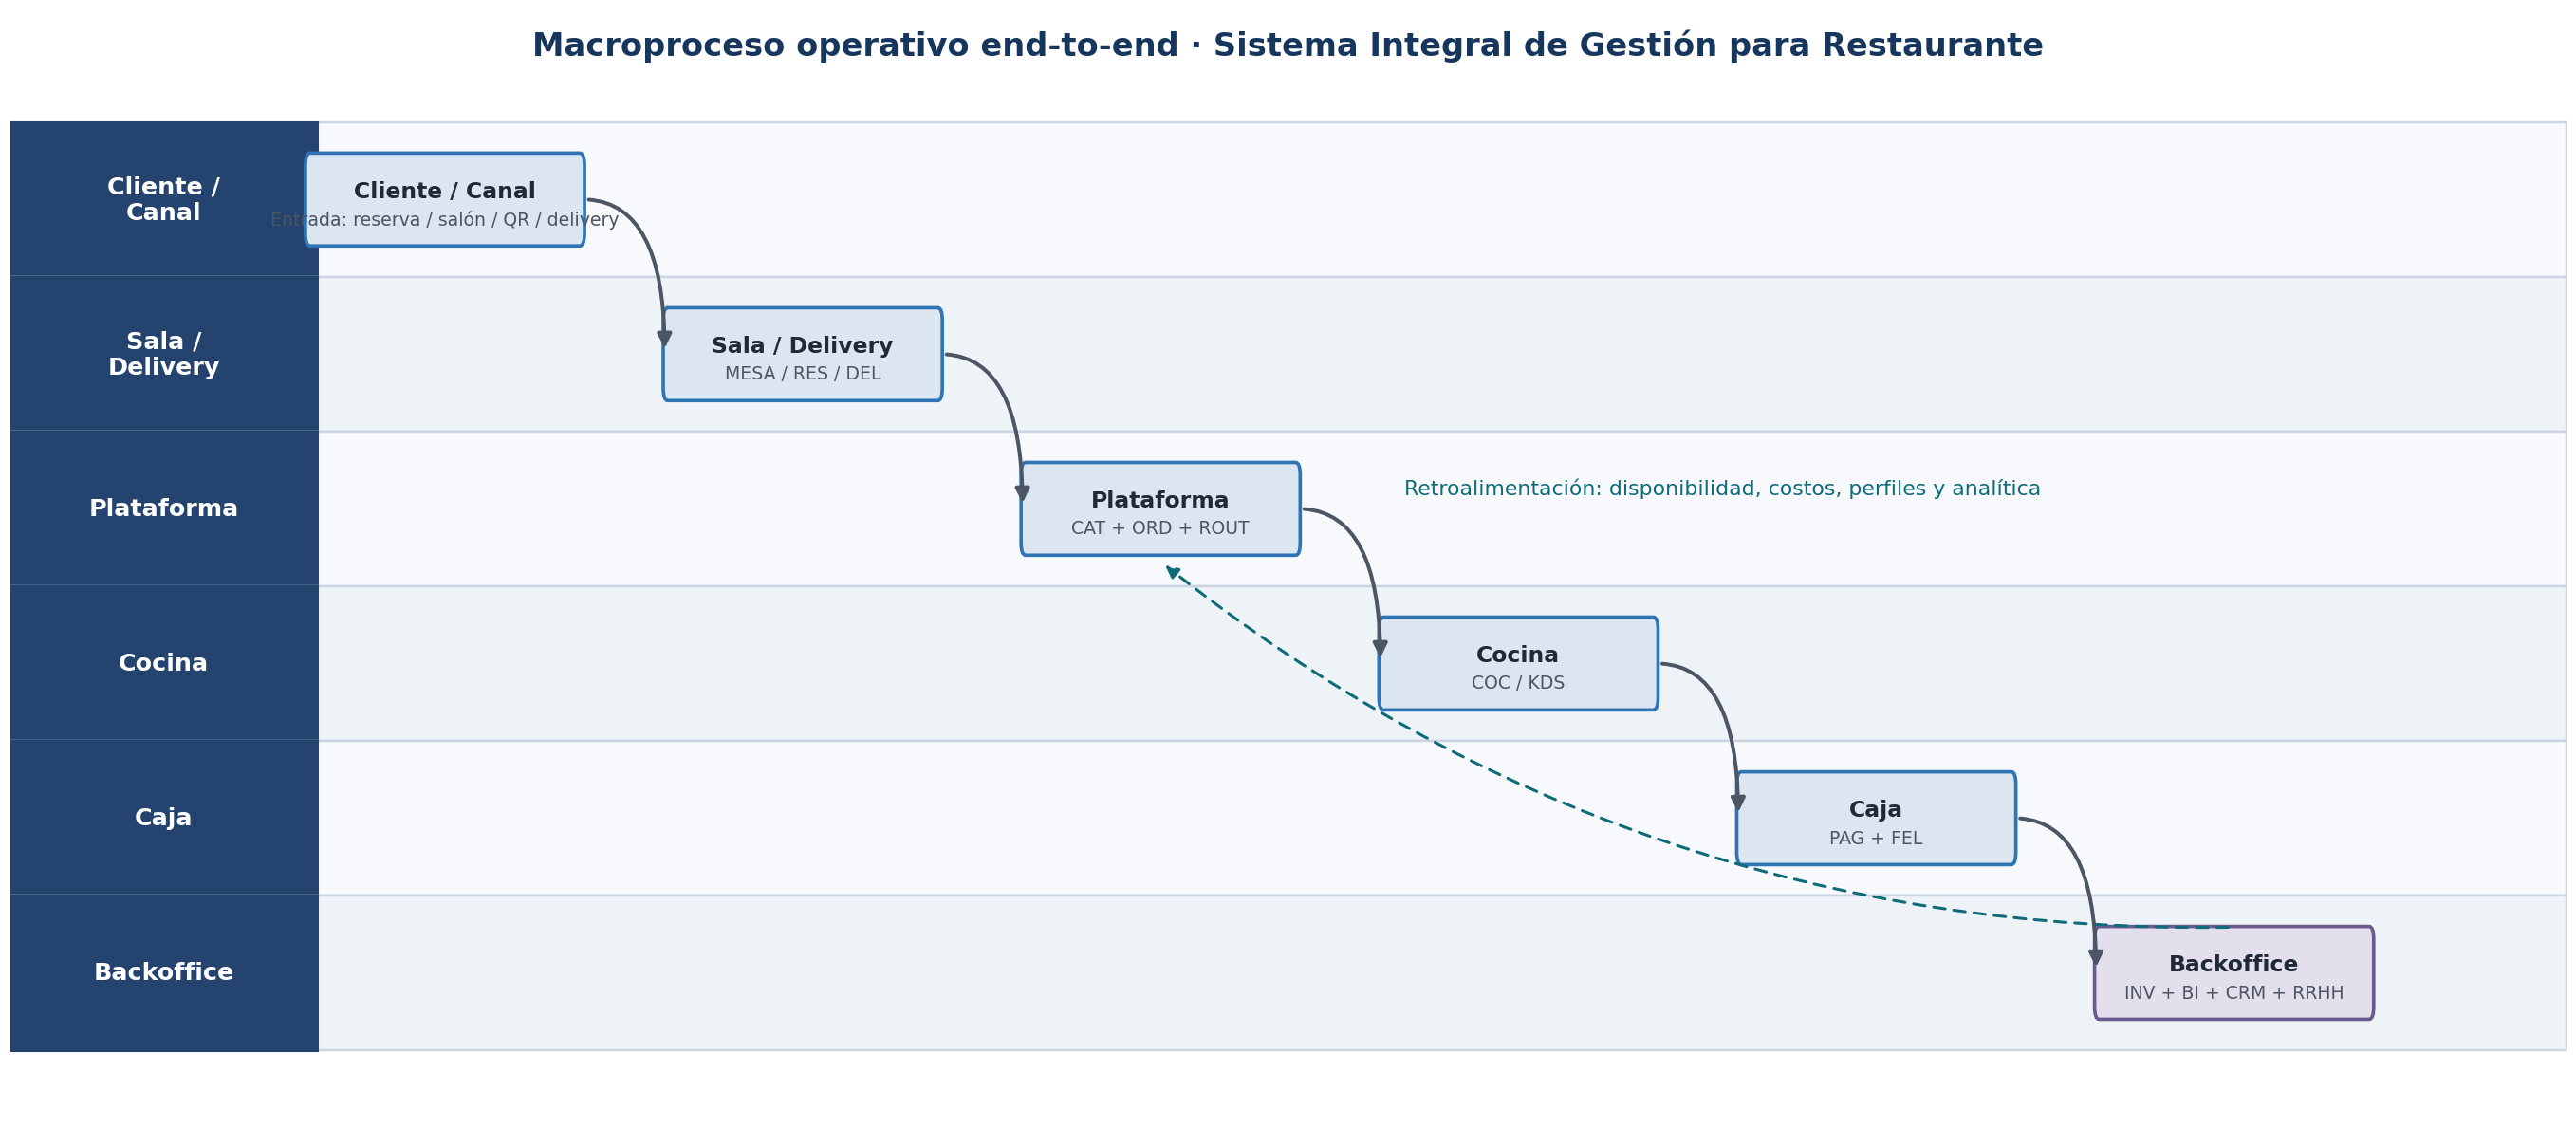 Macroproceso operativo end-to-end · Sistema Integral de Gestión para Restaurante
Cliente /
Canal
Cliente / Canal
Entrada: reserva / salón / QR / delivery
Sala /
Delivery
Sala / Delivery
MESA / RES / DEL
Plataforma
Plataforma
CAT + ORD + ROUT
Retroalimentación: disponibilidad, costos, perfiles y analítica
Cocina
Cocina
COC / KDS
Caja
Caja
PAG + FEL
Backoffice
Backoffice
INV + BI + CRM + RRHH